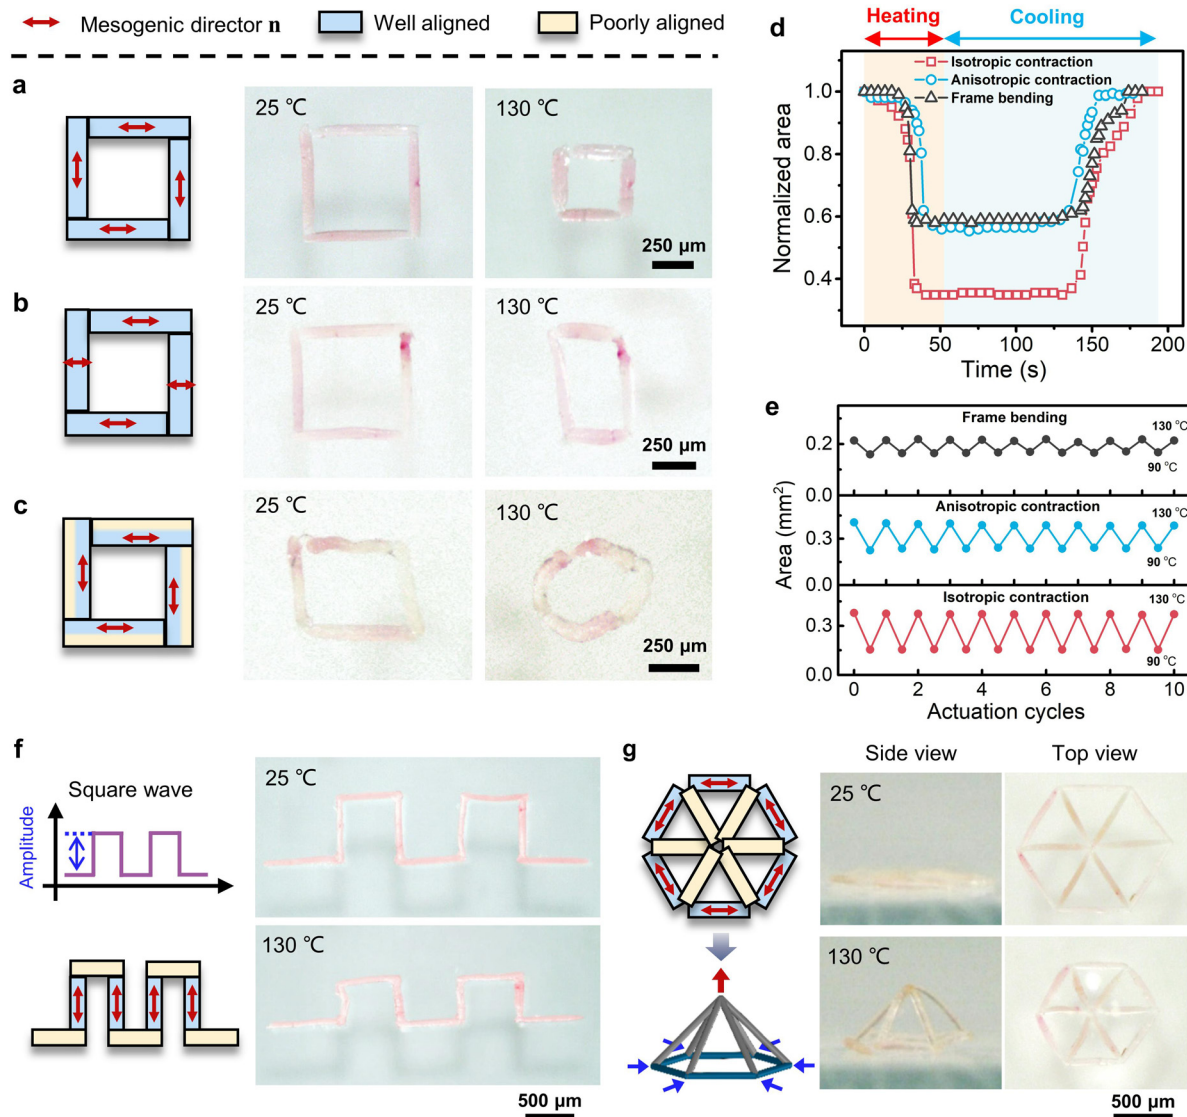 Mesogenic director n
Well aligned
Poorly aligned
a
25 ℃
130 ℃
250 µm
b
25 ℃
130 ℃
250 µm
c
25 ℃
130 ℃
250 µm
d
Heating
Cooling
Isotropic contraction
Anisotropic contraction
Frame bending
1.0
0.8
0.6
0.4
Normalized area
0
50
100
150
200
Time (s)
e
Frame bending
130 °C
90 °C
0.2
0.0
Anisotropic contraction
130 °C
90 °C
0.3
0.0
Isotropic contraction
130 °C
90 °C
0.3
0.0
Area (mm²)
0
2
4
6
8
10
Actuation cycles
f
Square wave
Amplitude
25 ℃
130 ℃
500 µm
g
Side view
Top view
25 ℃
130 ℃
500 µm